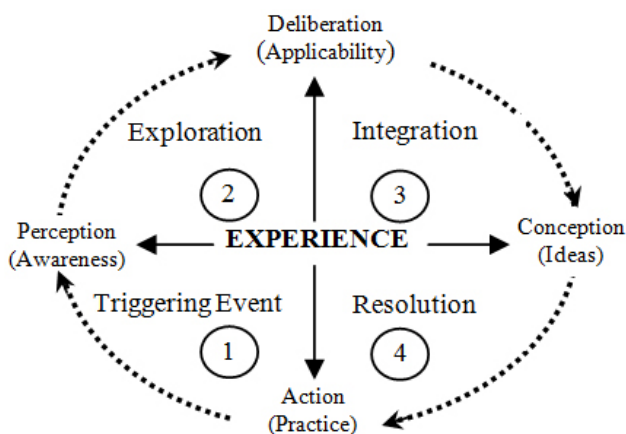 Deliberation
(Applicability)
Exploration
Integration
2
3
Perception
(Awareness)
EXPERIENCE
Conception
(Ideas)
Triggering Event
Resolution
1
4
Action
(Practice)